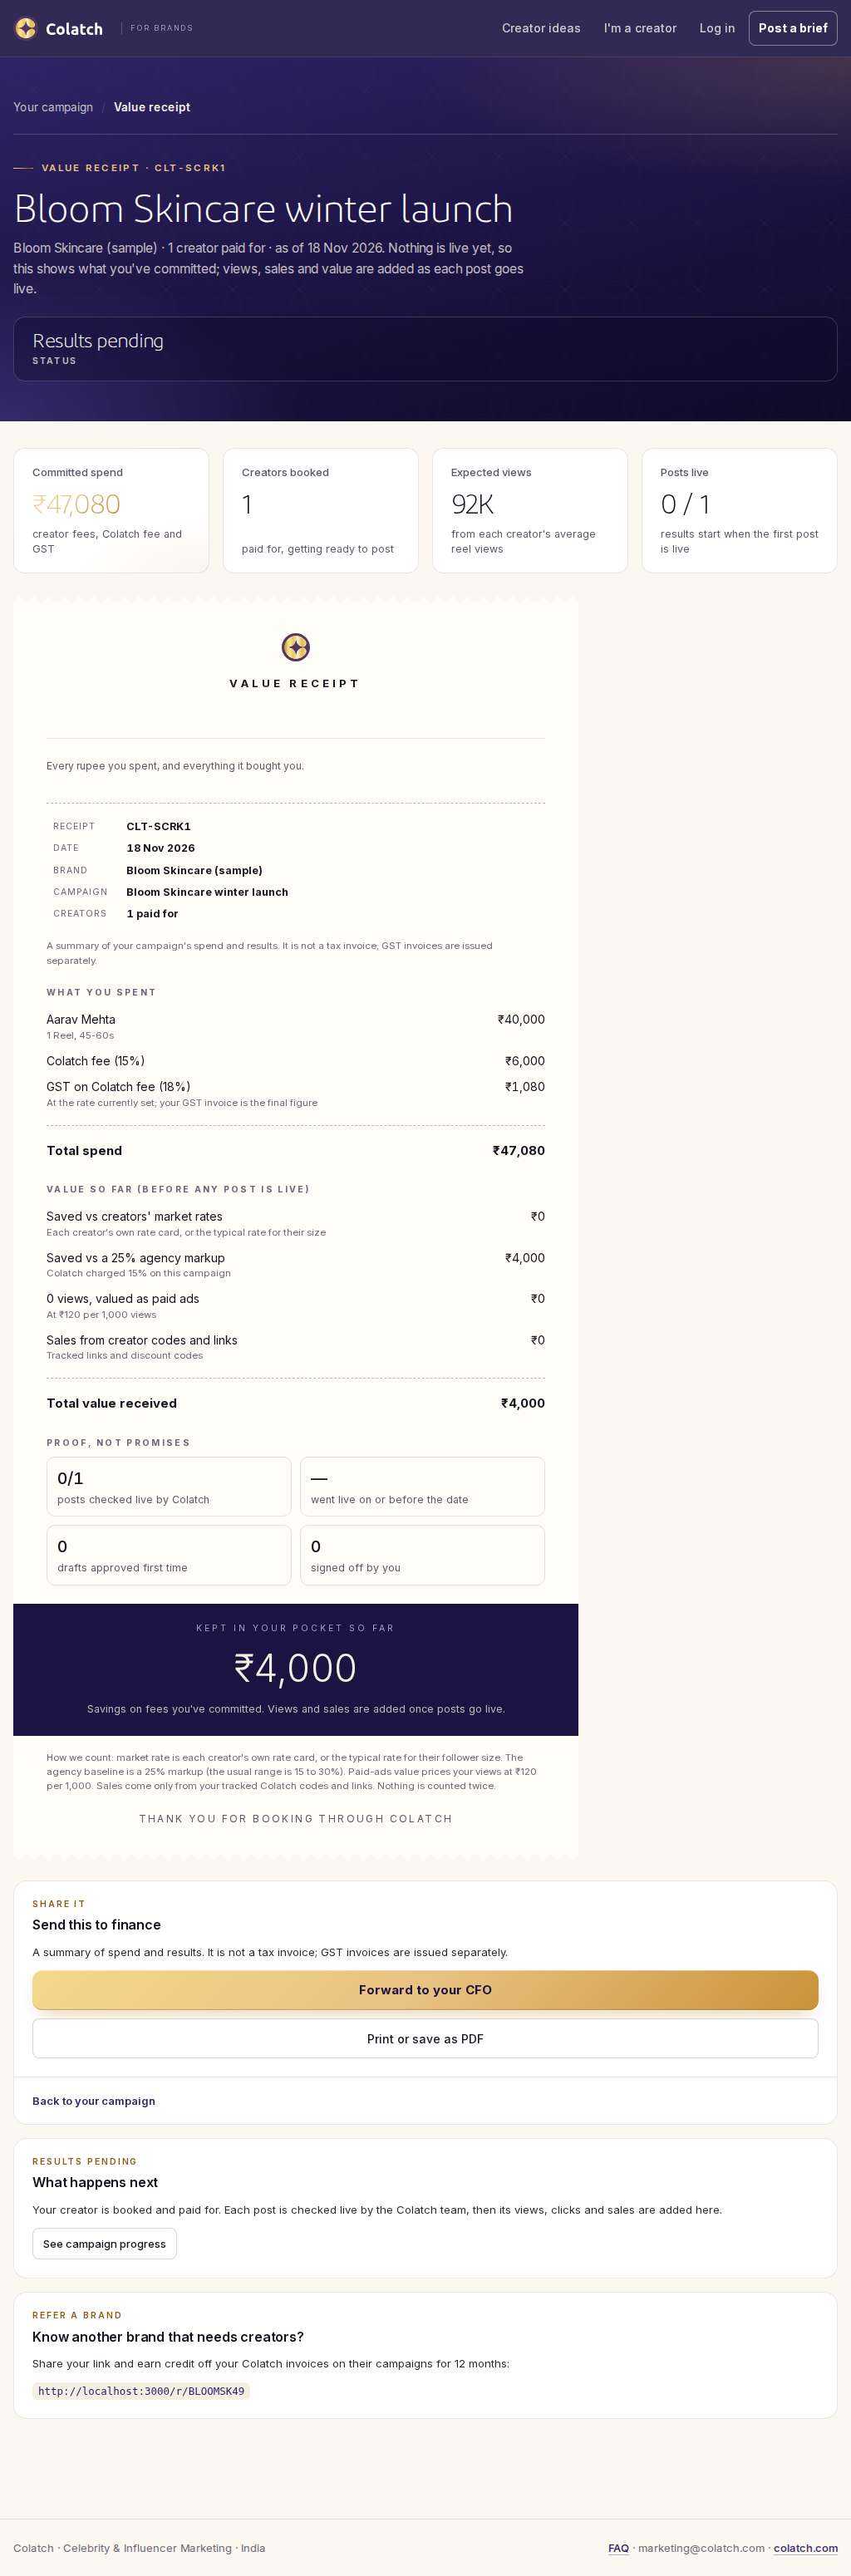 Colatch
FOR BRANDS
Creator ideas
I'm a creator
Log in
Post a brief
Your campaign / Value receipt
VALUE RECEIPT · CLT-SCRK1
Bloom Skincare winter launch
Bloom Skincare (sample) · 1 creator paid for · as of 18 Nov 2026. Nothing is live yet, so
this shows what you've committed; views, sales and value are added as each post goes
live.
Results pending
STATUS
Committed spend
₹47,080
creator fees, Colatch fee and
GST
Creators booked
1
paid for, getting ready to post
Expected views
92K
from each creator's average
reel views
Posts live
0 / 1
results start when the first post
is live
VALUE RECEIPT
Every rupee you spent, and everything it bought you.
RECEIPT CLT-SCRK1
DATE 18 Nov 2026
BRAND Bloom Skincare (sample)
CAMPAIGN Bloom Skincare winter launch
CREATORS 1 paid for
A summary of your campaign's spend and results. It is not a tax invoice; GST invoices are issued
separately.
WHAT YOU SPENT
Aarav Mehta ₹40,000
1 Reel, 45-60s
Colatch fee (15%) ₹6,000
GST on Colatch fee (18%) ₹1,080
At the rate currently set; your GST invoice is the final figure
Total spend ₹47,080
VALUE SO FAR (BEFORE ANY POST IS LIVE)
Saved vs creators' market rates ₹0
Each creator's own rate card, or the typical rate for their size
Saved vs a 25% agency markup ₹4,000
Colatch charged 15% on this campaign
0 views, valued as paid ads ₹0
At ₹120 per 1,000 views
Sales from creator codes and links ₹0
Tracked links and discount codes
Total value received ₹4,000
PROOF, NOT PROMISES
0/1
posts checked live by Colatch
—
went live on or before the date
0
drafts approved first time
0
signed off by you
KEPT IN YOUR POCKET SO FAR
₹4,000
Savings on fees you've committed. Views and sales are added once posts go live.
How we count: market rate is each creator's own rate card, or the typical rate for their follower size. The
agency baseline is a 25% markup (the usual range is 15 to 30%). Paid-ads value prices your views at ₹120
per 1,000. Sales come only from your tracked Colatch codes and links. Nothing is counted twice.
THANK YOU FOR BOOKING THROUGH COLATCH
SHARE IT
Send this to finance
A summary of spend and results. It is not a tax invoice; GST invoices are issued separately.
Forward to your CFO
Print or save as PDF
Back to your campaign
RESULTS PENDING
What happens next
Your creator is booked and paid for. Each post is checked live by the Colatch team, then its views, clicks and sales are added here.
See campaign progress
REFER A BRAND
Know another brand that needs creators?
Share your link and earn credit off your Colatch invoices on their campaigns for 12 months:
http://localhost:3000/r/BLOOMSK49
Colatch · Celebrity & Influencer Marketing · India
FAQ · marketing@colatch.com · colatch.com